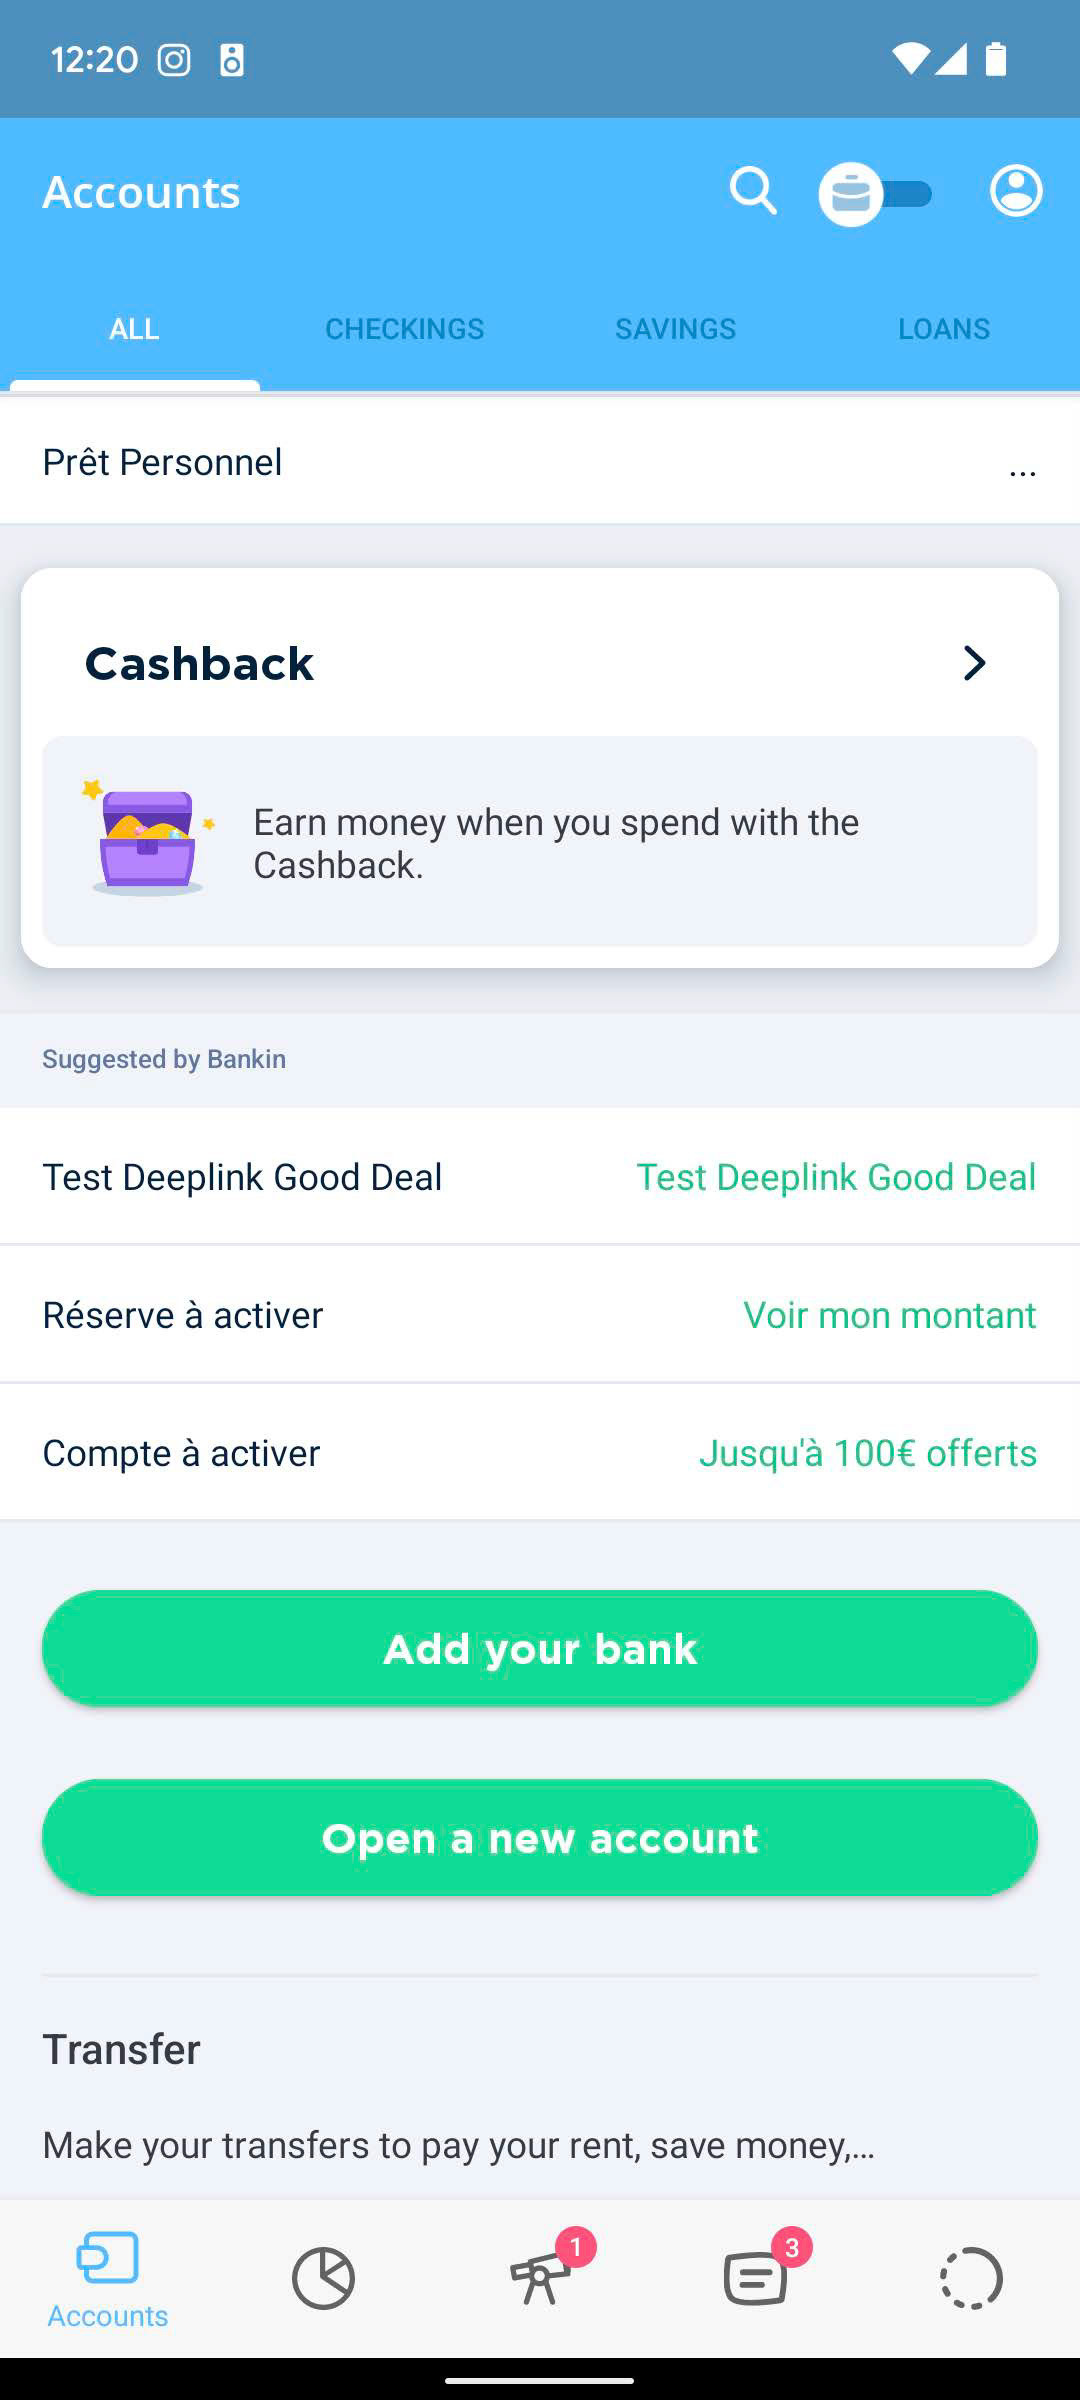 12:20
Accounts
ALL CHECKINGS SAVINGS LOANS
Prêt Personnel ...
Cashback
Earn money when you spend with the
Cashback.
Suggested by Bankin
Test Deeplink Good Deal Test Deeplink Good Deal
Réserve à activer Voir mon montant
Compte à activer Jusqu'à 100€ offerts
Add your bank
Open a new account
Transfer
Make your transfers to pay your rent, save money,...
1 3
Accounts